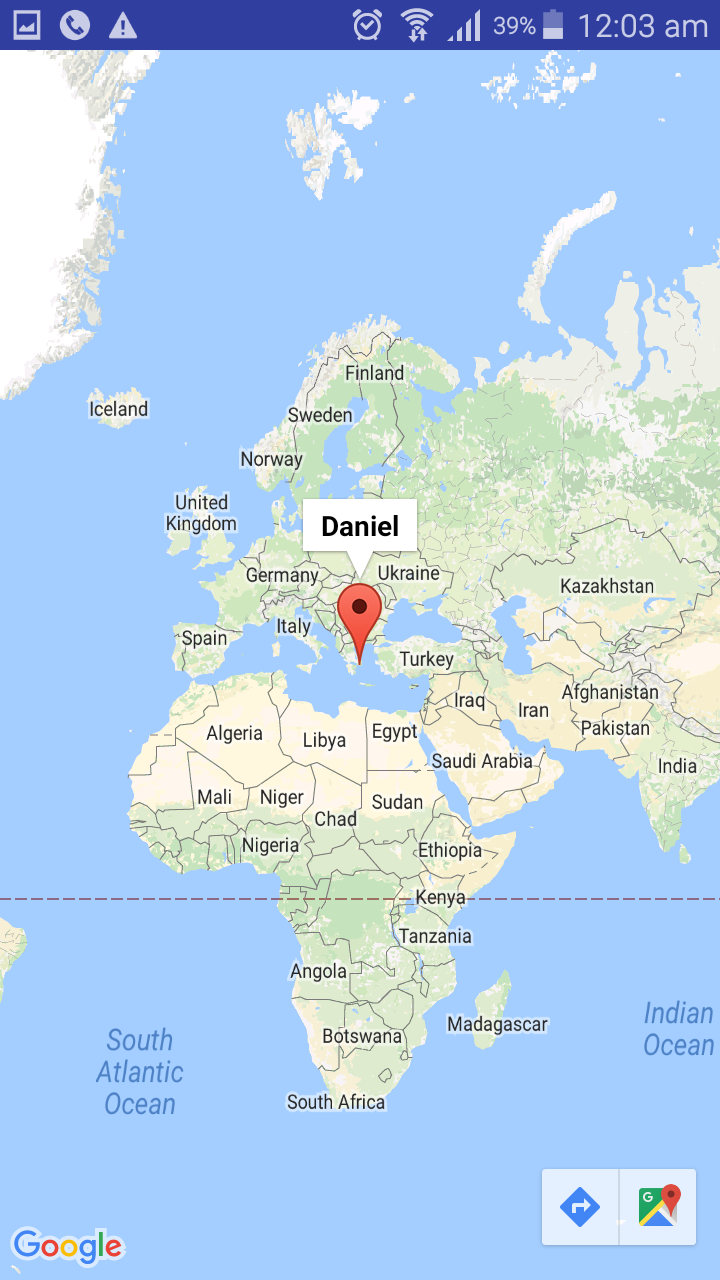 39% 12:03 am
Finland
Iceland
Sweden
Norway
United
Kingdom
Daniel
Germany
Ukraine
Kazakhstan
Italy
Spain
Turkey
Iraq
Afghanistan
Iran
Algeria
Libya
Egypt
Pakistan
Saudi Arabia
India
Mali
Niger
Sudan
Chad
Nigeria
Ethiopia
Kenya
Tanzania
Angola
Madagascar
Indian
Ocean
South
Atlantic
Ocean
Botswana
South Africa
G
Google